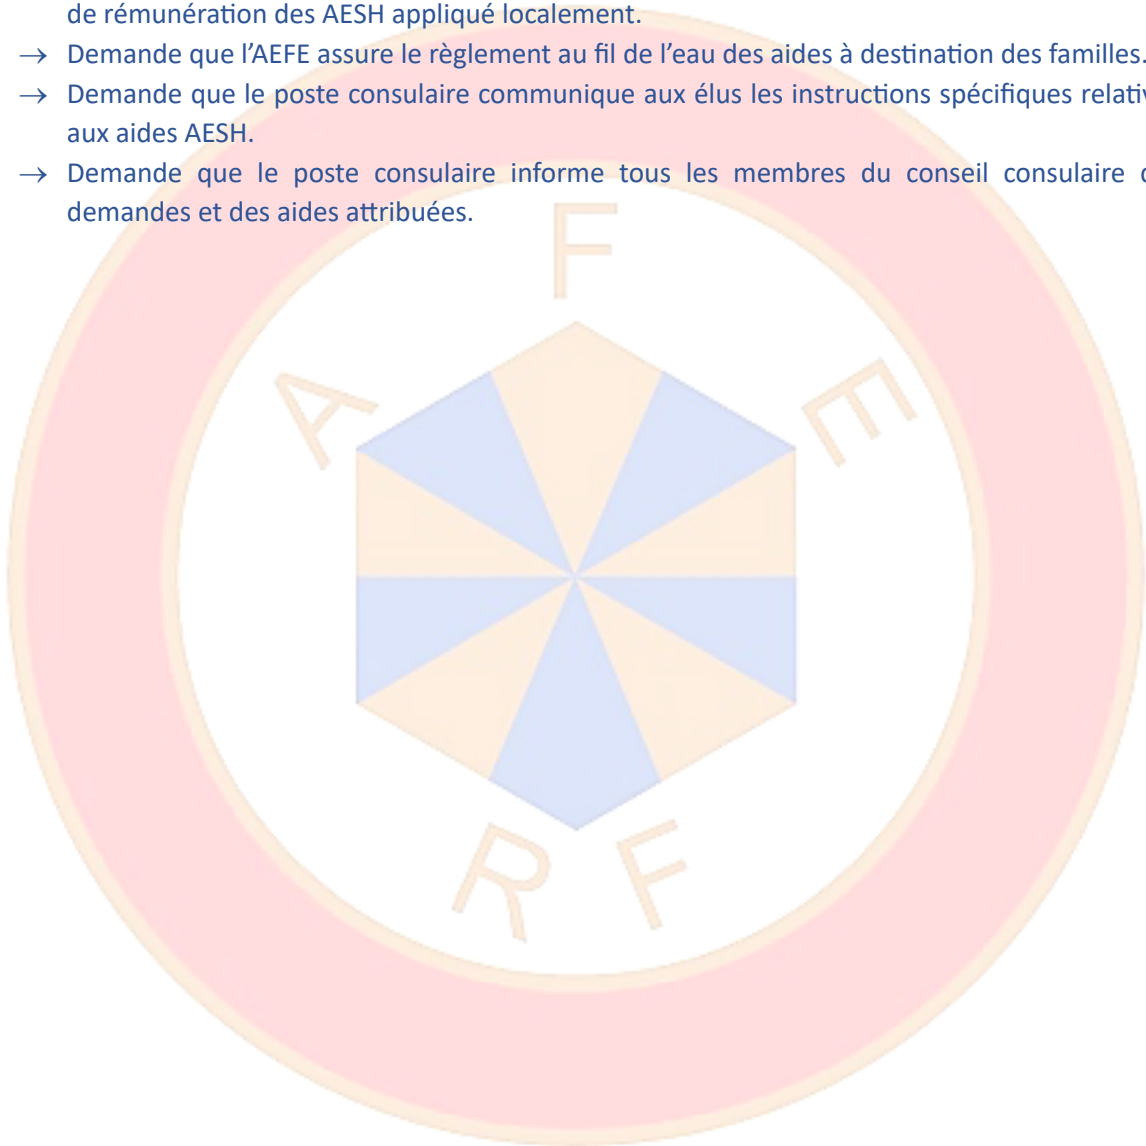 de rémunération des AESH appliqué localement.
→ Demande que l’AEFE assure le règlement au fil de l’eau des aides à destination des familles.
→ Demande que le poste consulaire communique aux élus les instructions spécifiques
aux aides AESH.
→ Demande que le poste consulaire informe tous les membres du conseil consulaire
demandes et des aides attribuées.
F
A
E
R
F